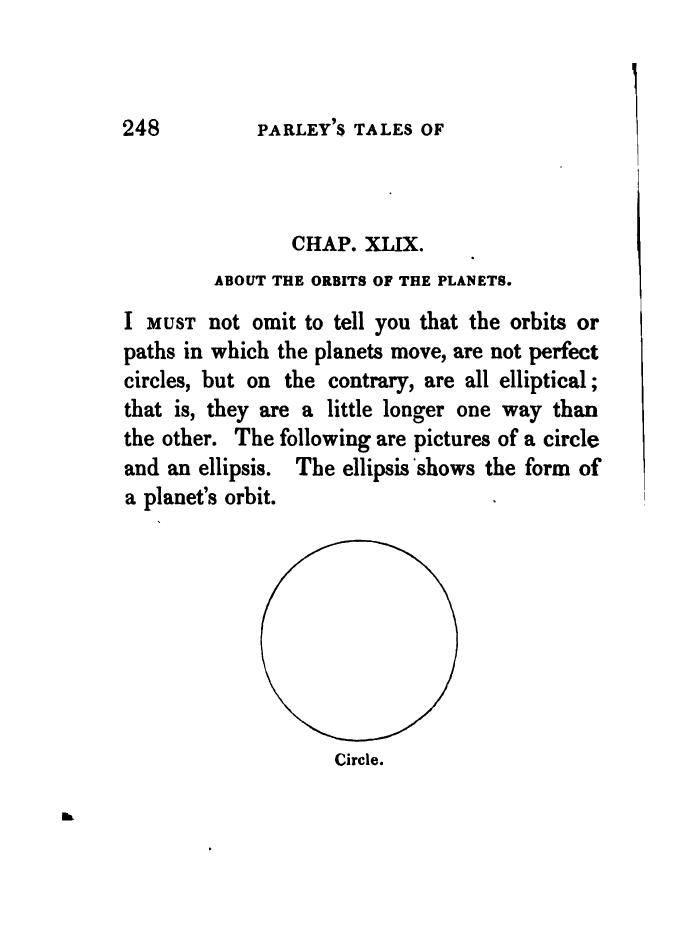 248 PARLEY'S TALES OF
CHAP. XLIX.
ABOUT THE ORBITS OF THE PLANETS.
I MUST not omit to tell you that the orbits or
paths in which the planets move, are not perfect
circles, but on the contrary, are all elliptical;
that is, they are a little longer one way than
the other. The following are pictures of a circle
and an ellipsis. The ellipsis shows the form of
a planet's orbit.
Circle.